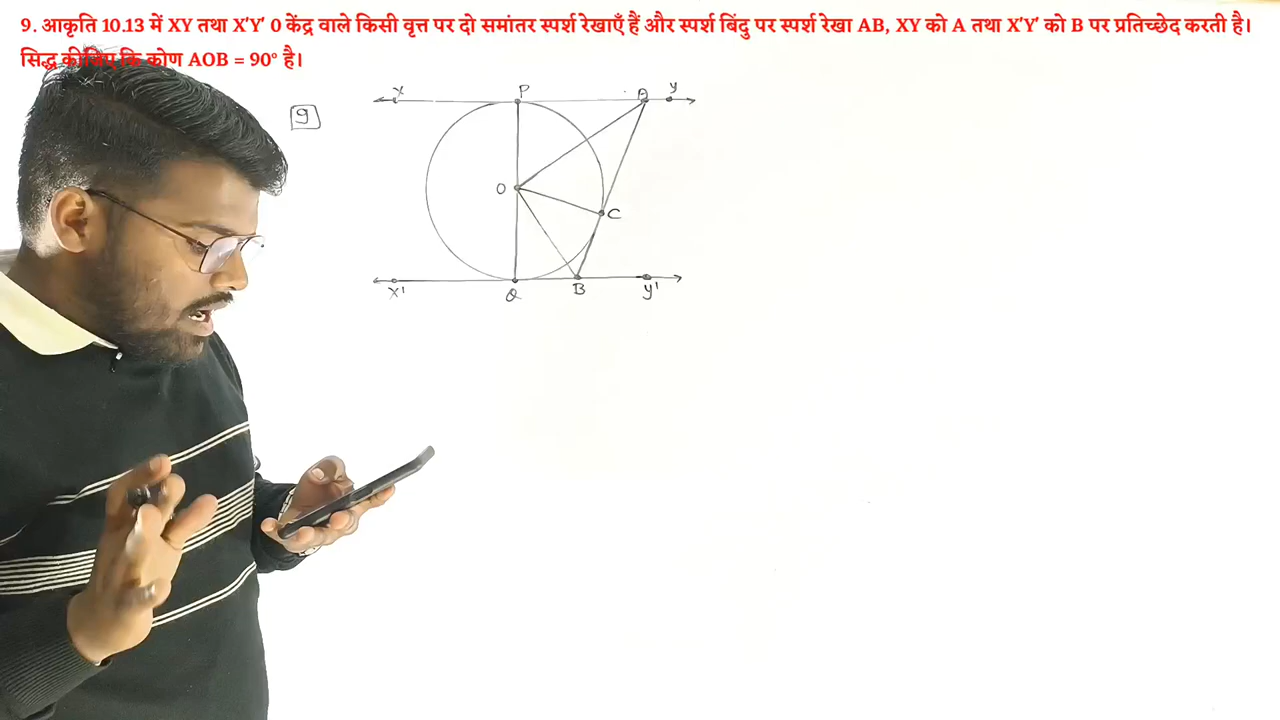 9. आकृति 10.13 में XY तथा X'Y' 0 केंद्र वाले किसी वृत्त पर दो समांतर स्पर्श रेखाएँ हैं और स्पर्श बिंदु पर स्पर्श रेखा AB, XY को A तथा X'Y' को B पर प्रतिच्छेद करती है।
सिद्ध कीजिए कि कोण AOB = 90° है।
9
X P A Y
O
C
X' Q B Y'